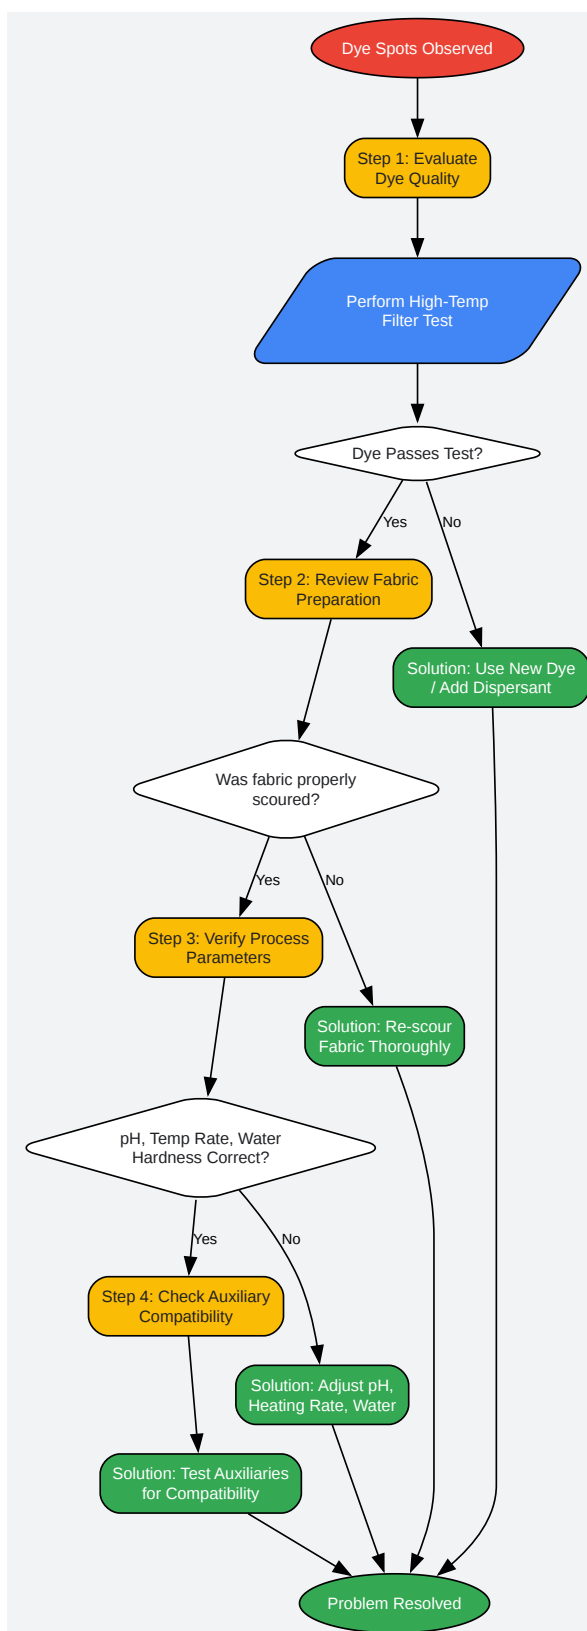 Dye Spots Observed
Step 1: Evaluate
Dye Quality
Perform High-Temp
Filter Test
Dye Passes Test?
Yes
No
Step 2: Review Fabric
Preparation
Solution: Use New Dye
/ Add Dispersant
Was fabric properly
scoured?
Yes
No
Step 3: Verify Process
Parameters
Solution: Re-scour
Fabric Thoroughly
pH, Temp Rate, Water
Hardness Correct?
Yes
No
Step 4: Check Auxiliary
Compatibility
Solution: Adjust pH,
Heating Rate, Water
Solution: Test Auxiliaries
for Compatibility
Problem Resolved